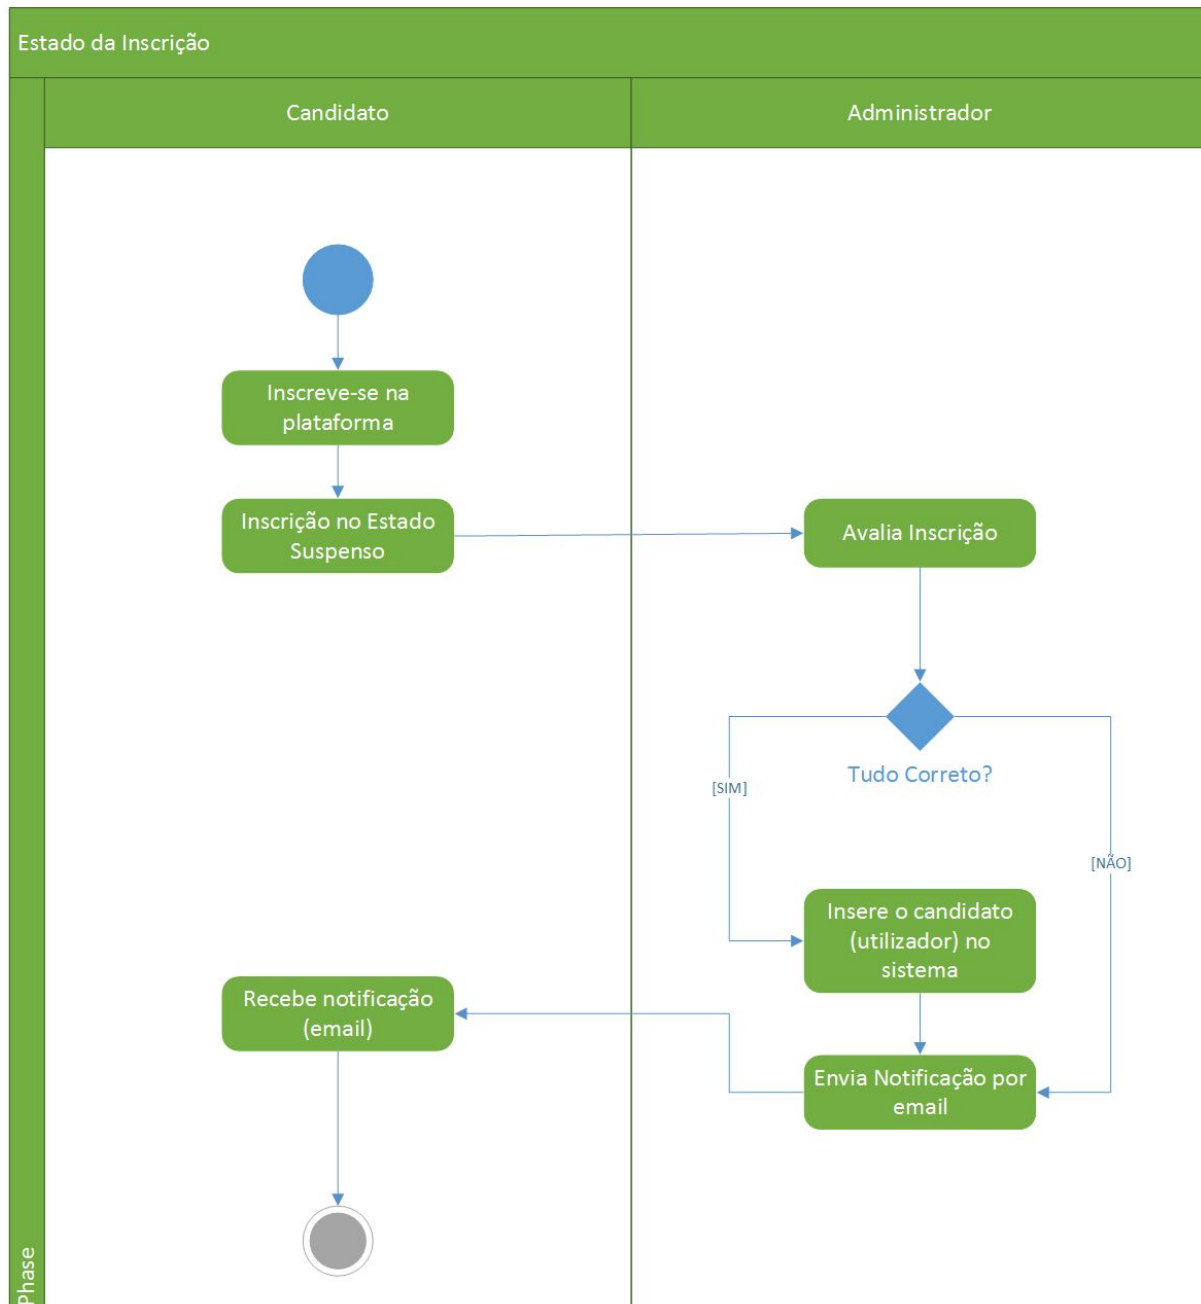 Estado da Inscrição
Candidato
Administrador
Inscreve-se na
plataforma
Inscrição no Estado
Suspenso
Avalia Inscrição
Tudo Correto?
[SIM]
[NÃO]
Insere o candidato
(utilizador) no
sistema
Recebe notificação
(email)
Envia Notificação por
email
Phase